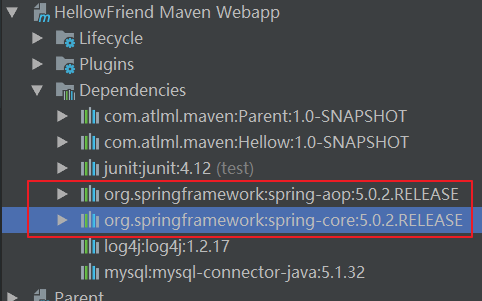 HellowFriend Maven Webapp
Lifecycle
Plugins
Dependencies
com.atlml.maven:Parent:1.0-SNAPSHOT
com.atlml.maven:Hellow:1.0-SNAPSHOT
junit:junit:4.12 (test)
org.springframework:spring-aop:5.0.2.RELEASE
org.springframework:spring-core:5.0.2.RELEASE
log4j:log4j:1.2.17
mysql:mysql-connector-java:5.1.32
Parent